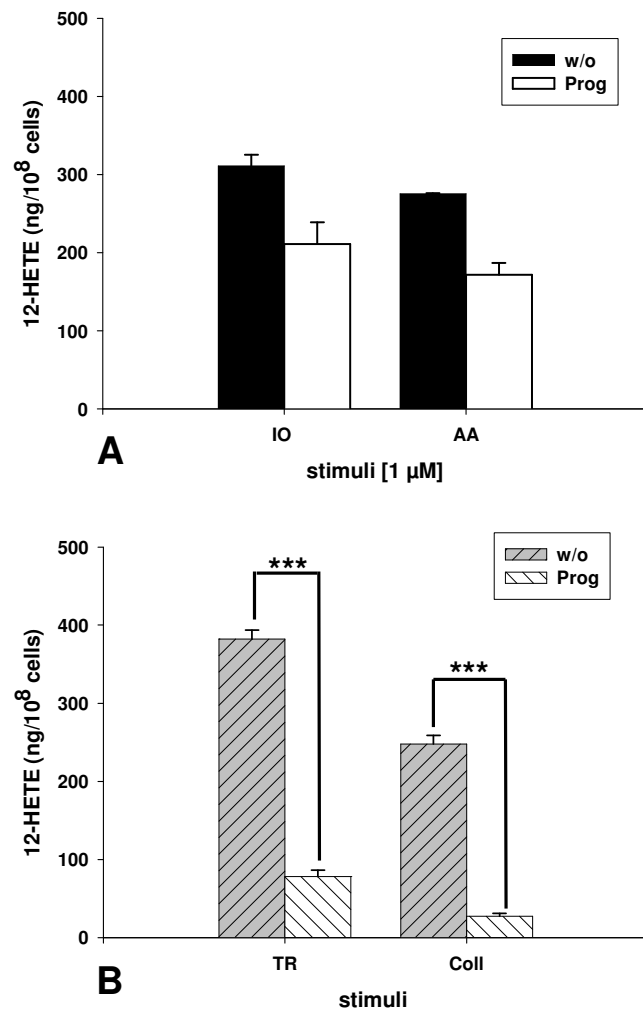 500
400
300
200
100
0
12-HETE (ng/10⁸ cells)
w/o
Prog
IO AA
A
stimuli [1 µM]
500
400
300
200
100
0
12-HETE (ng/10⁸ cells)
w/o
Prog
***
***
TR Coll
B
stimuli